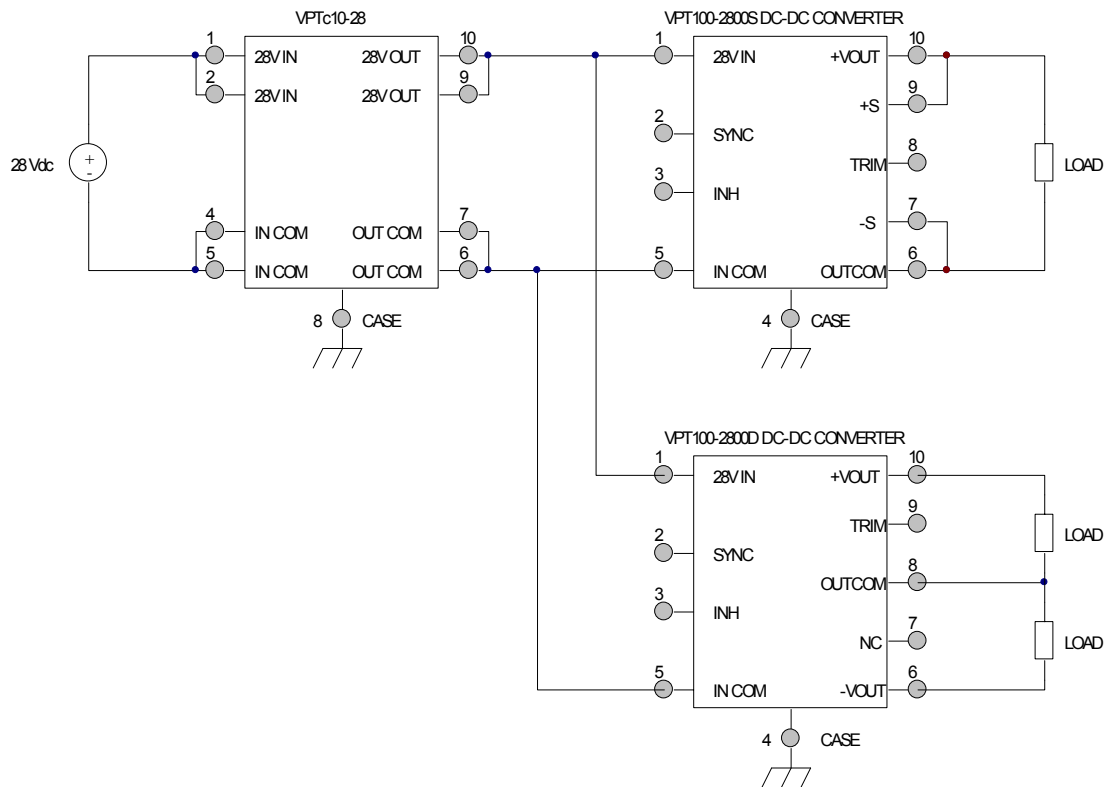 VPTc10-28
VPT100-2800S DC-DC CONVERTER
1
10
1
10
28V IN
28V OUT
28V IN
+VOUT
2
9
9
28V IN
28V OUT
+S
2
SYNC
8
28 Vdc
+
-
TRIM
LOAD
3
INH
4
7
7
IN COM
OUT COM
-S
5
6
5
6
IN COM
OUT COM
IN COM
OUTCOM
8
CASE
4
CASE
VPT100-2800D DC-DC CONVERTER
1
10
28V IN
+VOUT
9
TRIM
LOAD
2
SYNC
8
OUTCOM
3
INH
7
NC
LOAD
5
6
IN COM
-VOUT
4
CASE